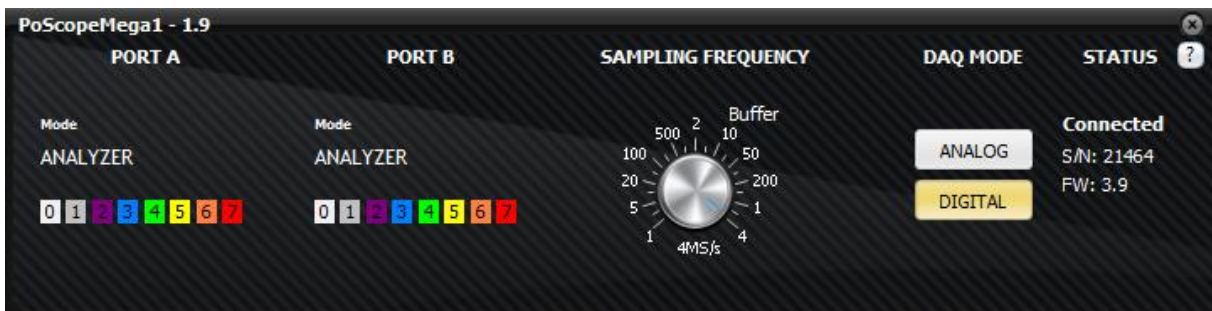 PoScopeMega1 - 1.9
PORT A PORT B SAMPLING FREQUENCY DAQ MODE STATUS ?
Mode
ANALYZER
0 1 2 3 4 5 6 7
Mode
ANALYZER
0 1 2 3 4 5 6 7
Buffer
1 5 20 100 500 2 10 50 200 1 4
4MS/s
ANALOG
DIGITAL
Connected
S/N: 21464
FW: 3.9